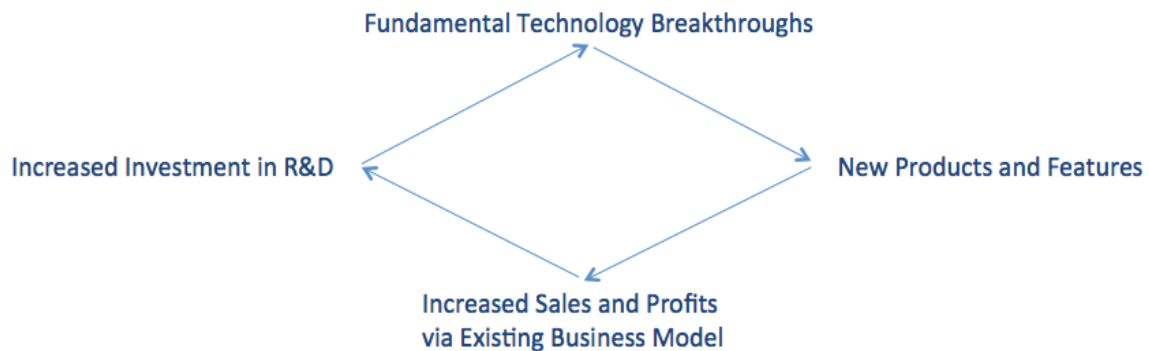 Fundamental Technology Breakthroughs
Increased Investment in R&D
New Products and Features
Increased Sales and Profits
via Existing Business Model